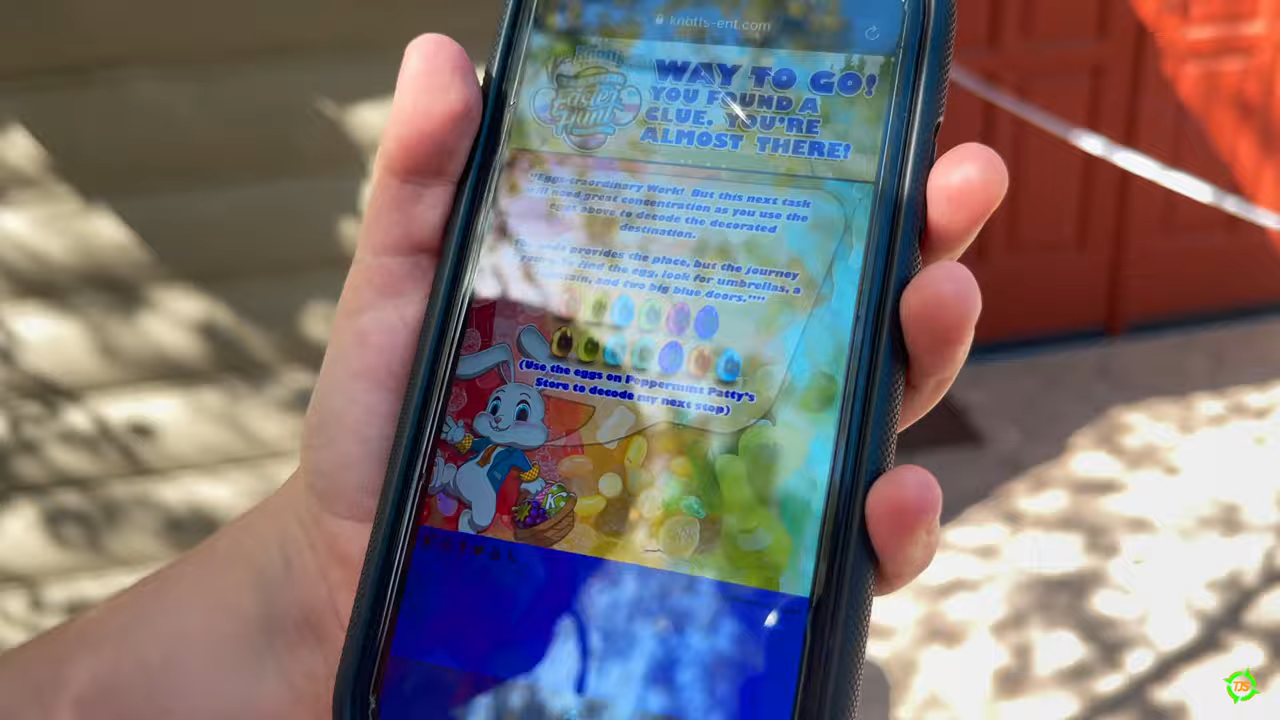 knotts-ent.com
Knott's
Easter
Hunt
WAY TO GO!
YOU FOUND A
CLUE. YOU'RE
ALMOST THERE!
"Eggs-traordinary Work! But this next task
will need great concentration as you use the
eggs above to decode the decorated
destination.
provides the place, but the journey
find the egg, look for umbrellas, a
and two big blue doors."""
(Use the eggs on Peppermint Patty's
Store to decode my next stop)
TJS